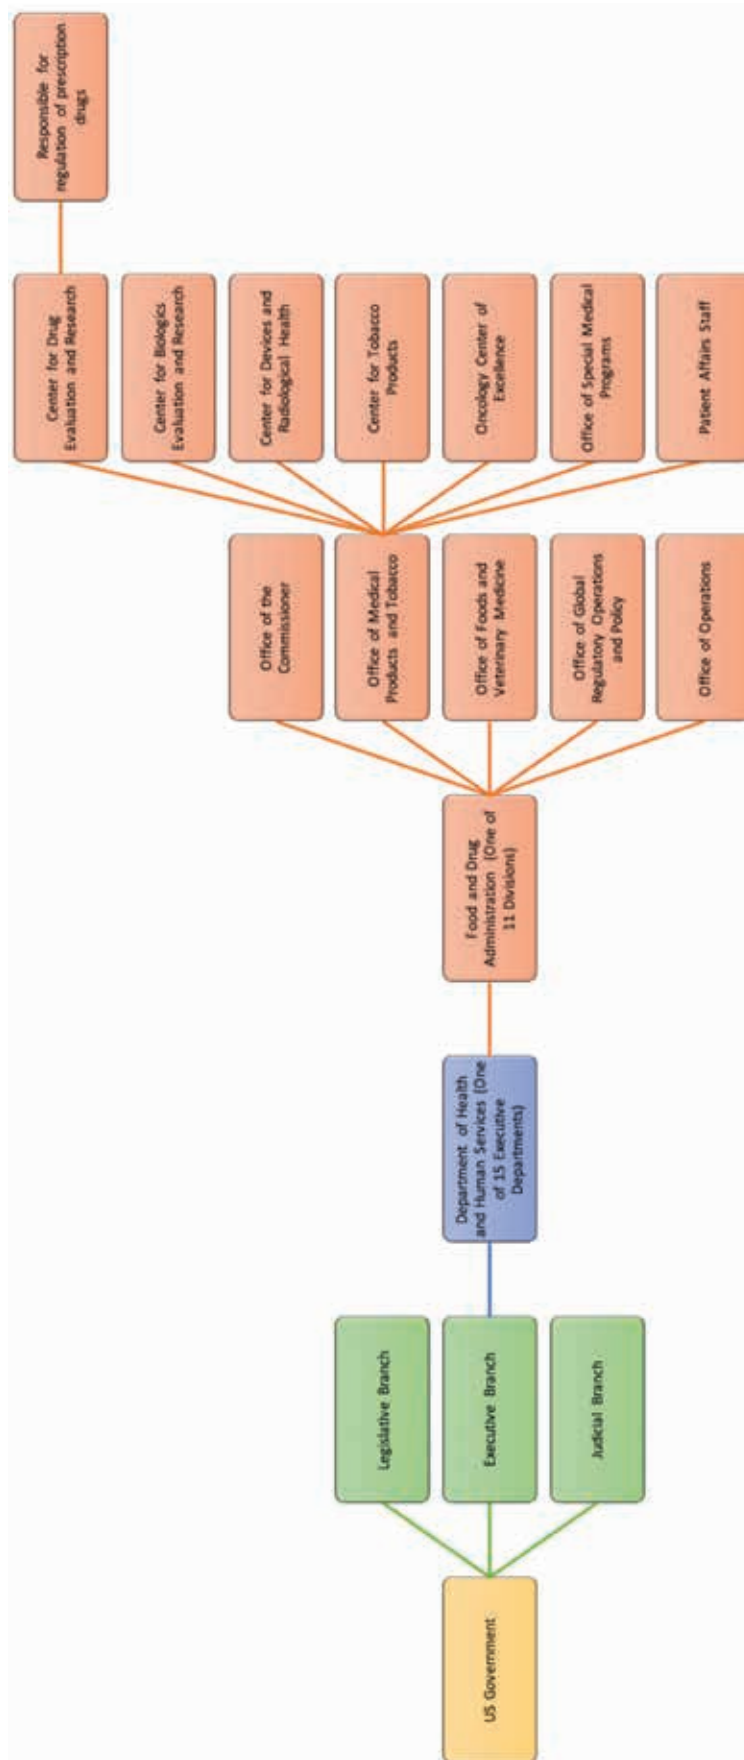 US Government
Legislative Branch
Executive Branch
Judicial Branch
Department of Health
and Human Services (One
of 15 Executive
Departments)
Food and Drug
Administration (One of
11 Divisions)
Office of the
Commissioner
Office of Medical
Products and Tobacco
Office of Foods and
Veterinary Medicine
Office of Global
Regulatory Operations
and Policy
Office of Operations
Center for Drug
Evaluation and Research
Center for Biologics
Evaluation and Research
Center for Devices and
Radiological Health
Center for Tobacco
Products
Oncology Center of
Excellence
Office of Special Medical
Programs
Patient Affairs Staff
Responsible for
regulation of prescription
drugs